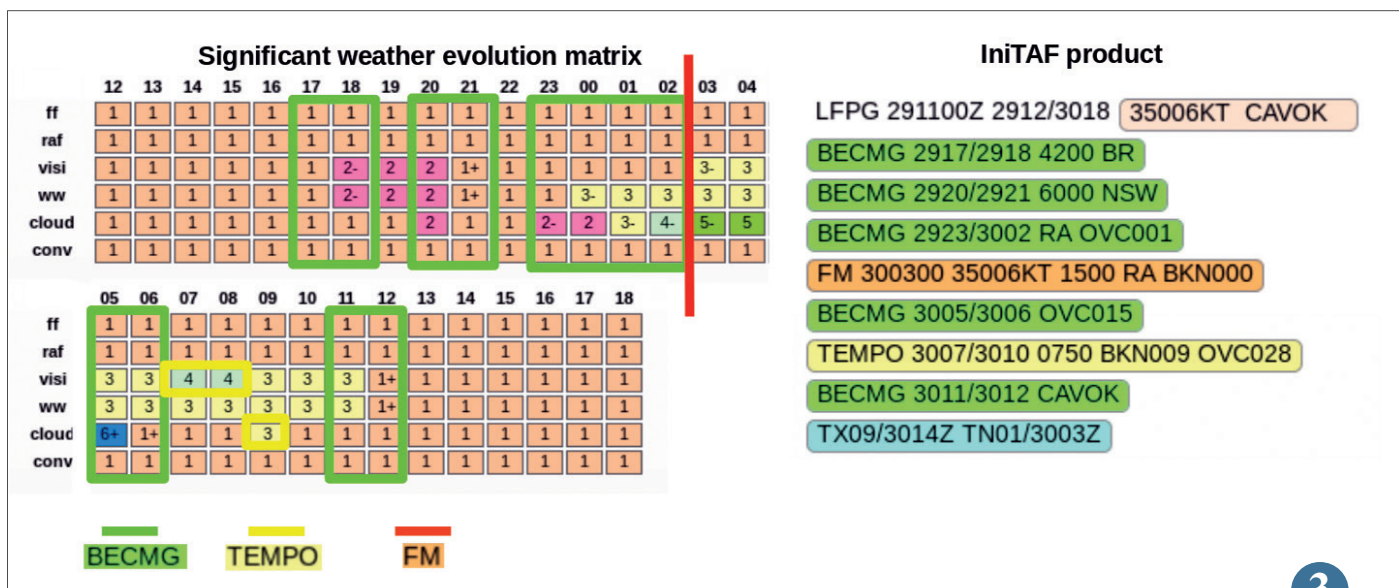 Significant weather evolution matrix
12 13 14 15 16 17 18 19 20 21 22 23 00 01 02 03 04
ff 1 1 1 1 1 1 1 1 1 1 1 1 1 1 1 1 1
raf 1 1 1 1 1 1 1 1 1 1 1 1 1 1 1 1 1
visi 1 1 1 1 1 1 2- 2 2 1+ 1 1 1 1 1 3- 3
ww 1 1 1 1 1 1 2- 2 2 1+ 1 1 3- 3 3 3 3
cloud 1 1 1 1 1 1 1 1 2 1 1 2- 2 3- 4- 5- 5
conv 1 1 1 1 1 1 1 1 1 1 1 1 1 1 1 1 1
05 06 07 08 09 10 11 12 13 14 15 16 17 18
ff 1 1 1 1 1 1 1 1 1 1 1 1 1 1
raf 1 1 1 1 1 1 1 1 1 1 1 1 1 1
visi 3 3 4 4 3 3 3 1+ 1 1 1 1 1 1
ww 3 3 3 3 3 3 3 1+ 1 1 1 1 1 1
cloud 6+ 1+ 1 1 3 1 1 1 1 1 1 1 1 1
conv 1 1 1 1 1 1 1 1 1 1 1 1 1 1
BECMG TEMPO FM
IniTAF product
LFPG 291100Z 2912/3018 35006KT CAVOK
BECMG 2917/2918 4200 BR
BECMG 2920/2921 6000 NSW
BECMG 2923/3002 RA OVC001
FM 300300 35006KT 1500 RA BKN000
BECMG 3005/3006 OVC015
TEMPO 3007/3010 0750 BKN009 OVC028
BECMG 3011/3012 CAVOK
TX09/3014Z TN01/3003Z